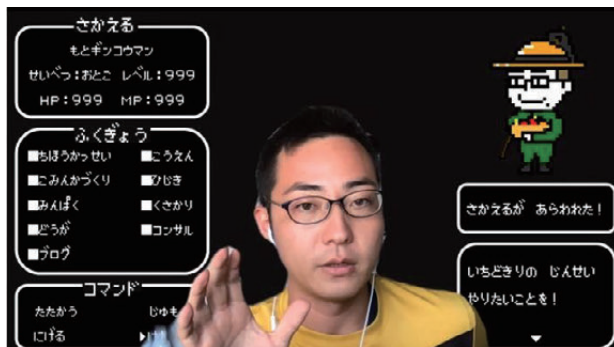 さかえる
もとギンコウマン
せいべつ:おとこ レベル:999
HP:999 MP:999
ふくぎょう
■ちほうかっせい ■こうえん
■こみんかづくり ■ひじき
■みんぱく ■くさかり
■どうが ■コンサル
■ブログ
コマンド
たたかう じゅも
にげる
さかえるが あらわれた!
いちどきりの じんせい
やりたいことを!